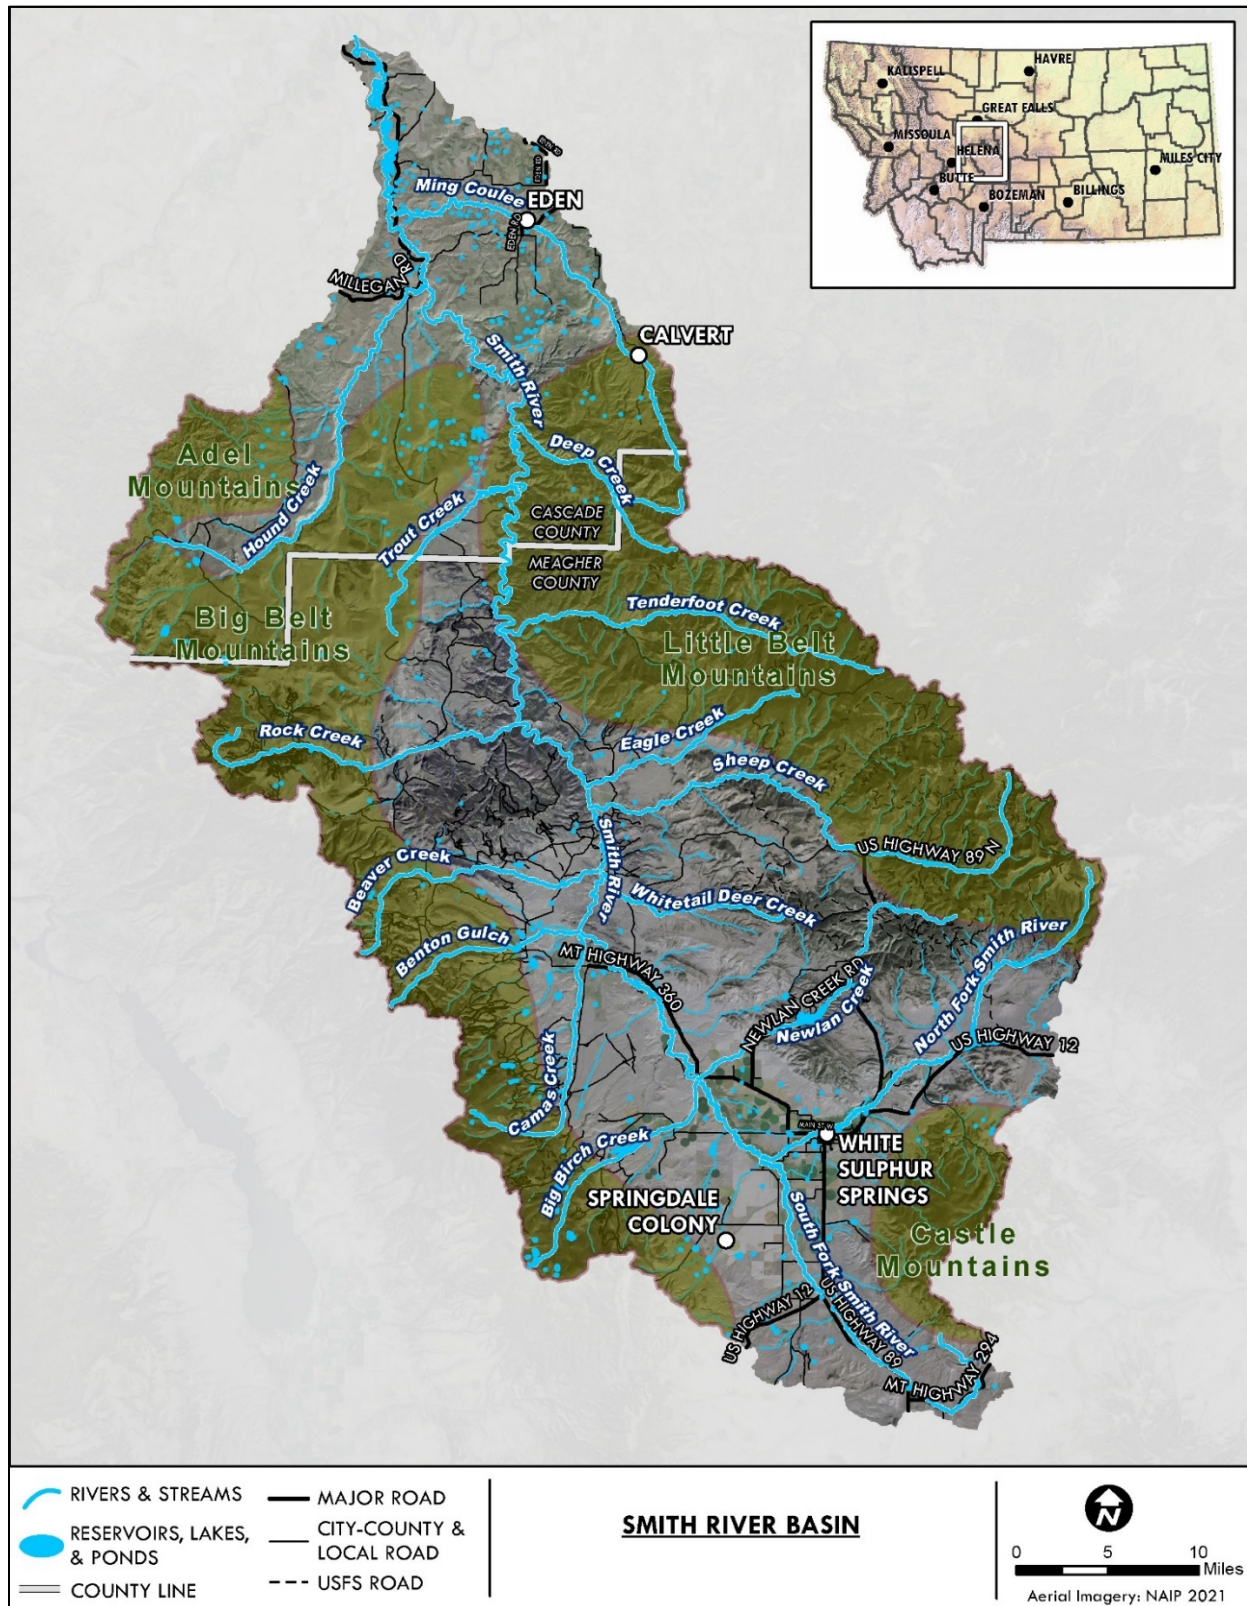 HAVRE
KALISPELL
GREAT FALLS
MISSOULA
HELENA
MILES CITY
BUTTE
BOZEMAN
BILLINGS
Ming Coulee
EDEN
EDEN RD
MILLEGAN RD
CALVERT
Smith River
Adel
Mountains
Deep Creek
Hound Creek
Trout Creek
CASCADE
COUNTY
MEAGHER
COUNTY
Big Belt
Mountains
Tenderfoot Creek
Little Belt
Mountains
Rock Creek
Eagle Creek
Sheep Creek
US HIGHWAY 89 N
Smith River
Beaver Creek
Whitetail Deer Creek
Benton Gulch
MT HIGHWAY 360
North Fork Smith River
NEWLAN CREEK RD
Newlan Creek
US HIGHWAY 12
Camas Creek
Big Birch Creek
MAIN ST W
WHITE
SULPHUR
SPRINGS
SPRINGDALE
COLONY
South Fork Smith River
Castle
Mountains
US HIGHWAY 12
US HIGHWAY 89
MT HIGHWAY 294
RIVERS & STREAMS
RESERVOIRS, LAKES,
& PONDS
COUNTY LINE
MAJOR ROAD
CITY-COUNTY &
LOCAL ROAD
USFS ROAD
SMITH RIVER BASIN
N
0 5 10
Miles
Aerial Imagery: NAIP 2021